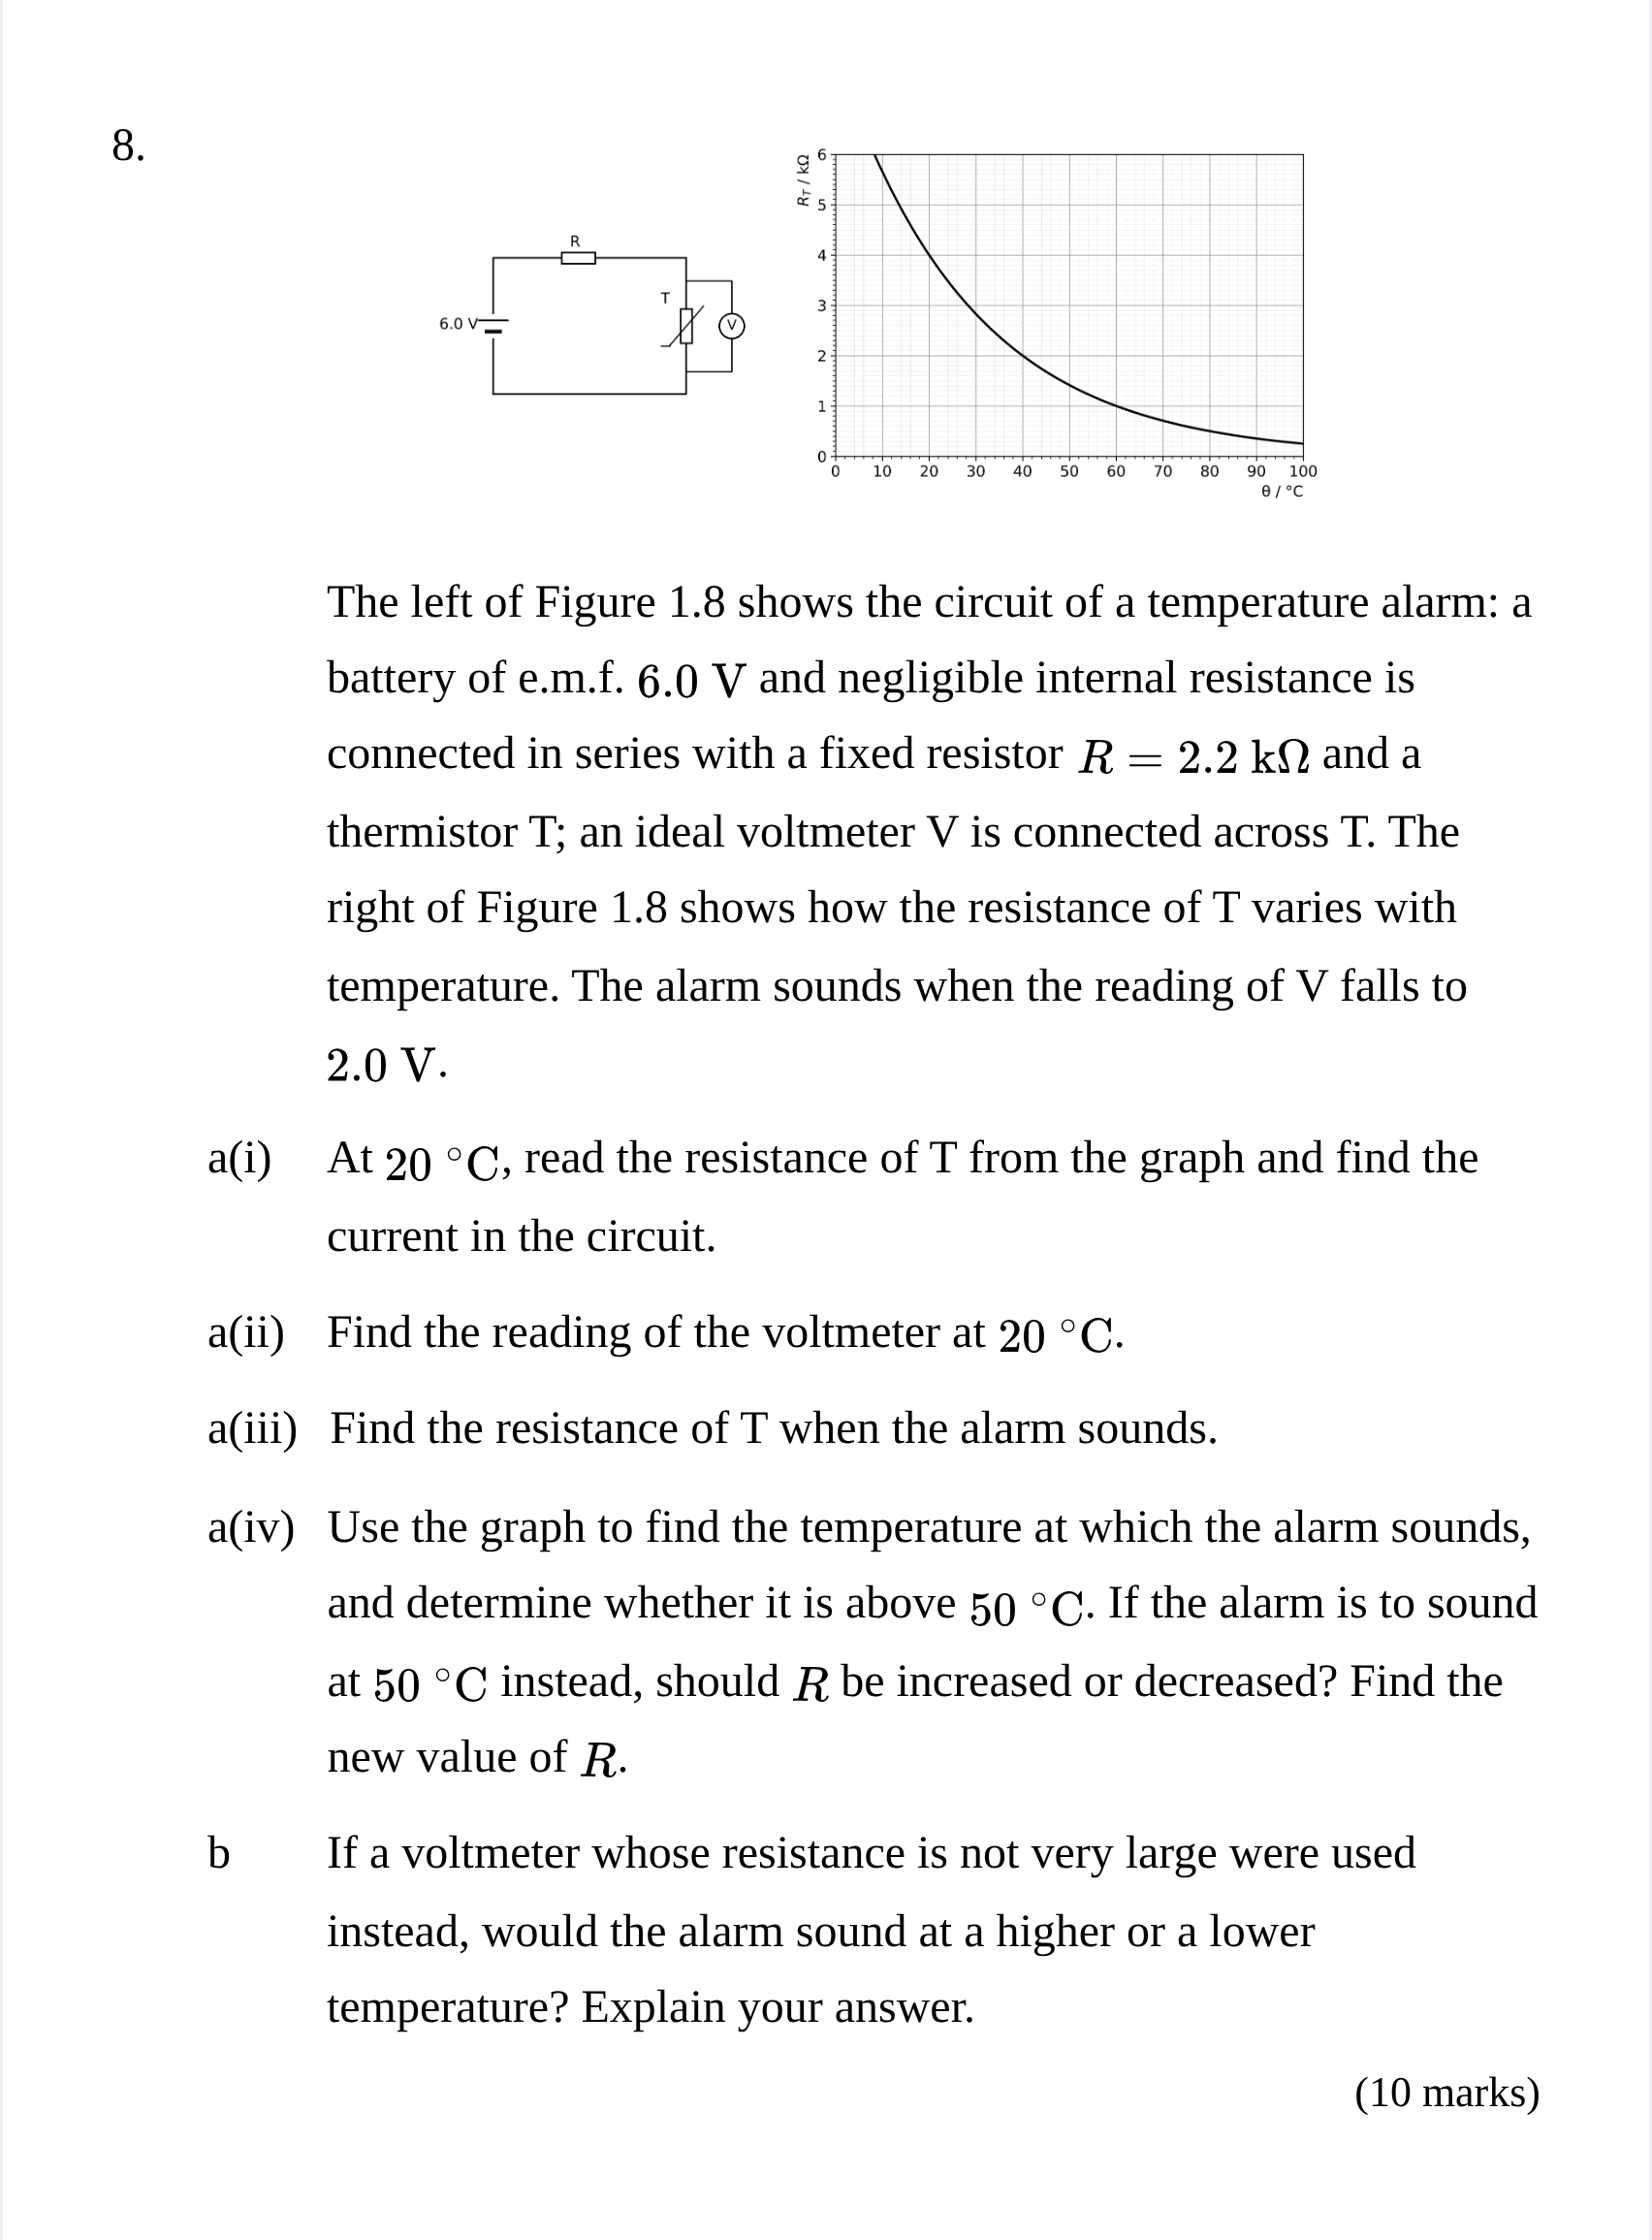 8.
R
T
V
6.0 V
R_T / kΩ
6
5
4
3
2
1
0
0 10 20 30 40 50 60 70 80 90 100
θ / °C
The left of Figure 1.8 shows the circuit of a temperature alarm: a
battery of e.m.f. 6.0 V and negligible internal resistance is
connected in series with a fixed resistor R = 2.2 kΩ and a
thermistor T; an ideal voltmeter V is connected across T. The
right of Figure 1.8 shows how the resistance of T varies with
temperature. The alarm sounds when the reading of V falls to
2.0 V.
a(i) At 20 °C, read the resistance of T from the graph and find the
current in the circuit.
a(ii) Find the reading of the voltmeter at 20 °C.
a(iii) Find the resistance of T when the alarm sounds.
a(iv) Use the graph to find the temperature at which the alarm sounds,
and determine whether it is above 50 °C. If the alarm is to sound
at 50 °C instead, should R be increased or decreased? Find the
new value of R.
b If a voltmeter whose resistance is not very large were used
instead, would the alarm sound at a higher or a lower
temperature? Explain your answer.
(10 marks)